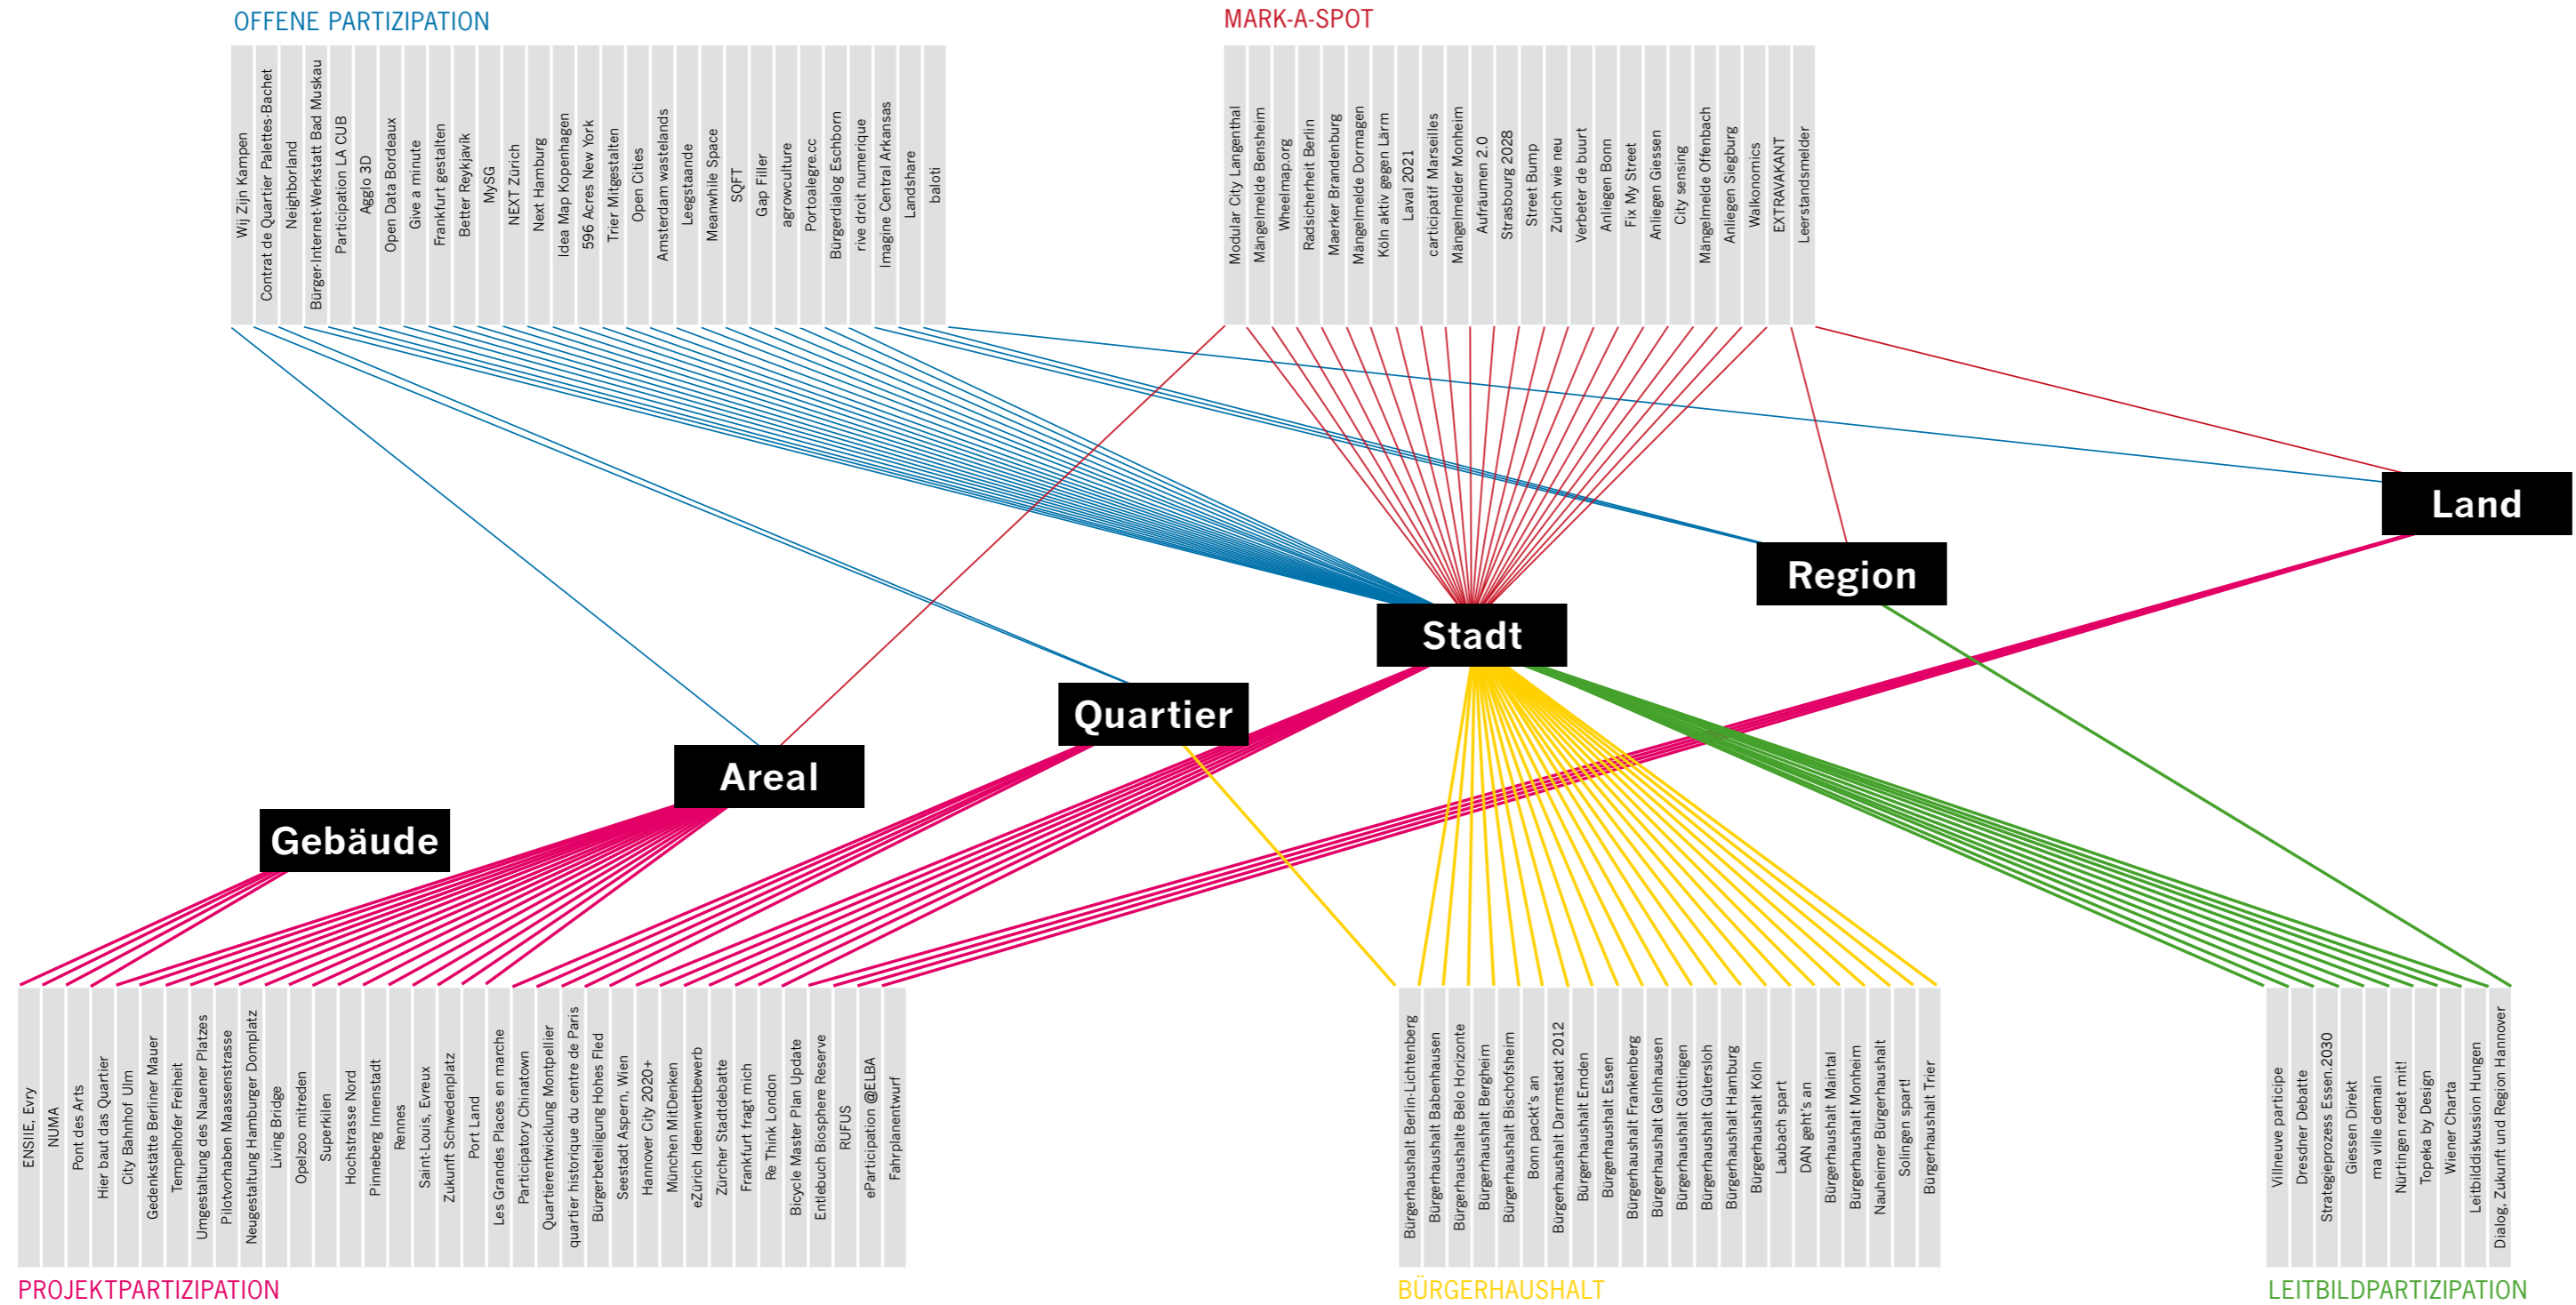 OFFENE PARTIZIPATION
Wij Zijn Kampen
Contrat de Quartier Palettes-Bachet
Neighborland
Bürger-Internet-Werkstatt Bad Muskau
Participation LA CUB
Agglo 3D
Open Data Bordeaux
Give a minute
Frankfurt gestalten
Better Reykjavík
MySG
NEXT Zürich
Next Hamburg
Idea Map Kopenhagen
596 Acres New York
Trier Mitgestalten
Open Cities
Amsterdam wastelands
Leegstaande
Meanwhile Space
SQFT
Gap Filler
agrowculture
Portoalegre.cc
Bürgerdialog Eschborn
rive droit numerique
Imagine Central Arkansas
Landshare
baloti
MARK-A-SPOT
Modular City Langenthal
Mängelmelde Bensheim
Wheelmap.org
Radsicherheit Berlin
Maerker Brandenburg
Mängelmelde Dormagen
Köln aktiv gegen Lärm
Laval 2021
carticipatif Marseilles
Mängelmelder Monheim
Aufräumen 2.0
Strasbourg 2028
Street Bump
Zürich wie neu
Verbeter de buurt
Anliegen Bonn
Fix My Street
Anliegen Giessen
City sensing
Mängelmelde Offenbach
Anliegen Siegburg
Walkonomics
EXTRAVAKANT
Leerstandsmelder
Land
Region
Stadt
Quartier
Areal
Gebäude
ENSIIE, Evry
NUMA
Pont des Arts
Hier baut das Quartier
City Bahnhof Ulm
Gedenkstätte Berliner Mauer
Tempelhofer Freiheit
Umgestaltung des Nauener Platzes
Pilotvorhaben Maassenstrasse
Neugestaltung Hamburger Domplatz
Living Bridge
Opelzoo mitreden
Superkilen
Hochstrasse Nord
Pinneberg Innenstadt
Rennes
Saint-Louis, Evreux
Zukunft Schwedenplatz
Port Land
Les Grandes Places en marche
Participatory Chinatown
Quartierentwicklung Montpellier
quartier historique du centre de Paris
Bürgerbeteiligung Hohes Fled
Seestadt Aspern, Wien
Hannover City 2020+
München MitDenken
eZürich Ideenwettbewerb
Zürcher Stadtdebatte
Frankfurt fragt mich
Re Think London
Bicycle Master Plan Update
Entlebuch Biosphere Reserve
RUFUS
eParticipation @ELBA
Fahrplanentwurf
PROJEKTPARTIZIPATION
Bürgerhaushalt Berlin-Lichtenberg
Bürgerhaushalt Babenhausen
Bürgerhaushalte Belo Horizonte
Bürgerhaushalt Bergheim
Bürgerhaushalt Bischofsheim
Bonn packt's an
Bürgerhaushalt Darmstadt 2012
Bürgerhaushalt Emden
Bürgerhaushalt Essen
Bürgerhaushalt Frankenberg
Bürgerhaushalt Gelnhausen
Bürgerhaushalt Göttingen
Bürgerhaushalt Gütersloh
Bürgerhaushalt Hamburg
Bürgerhaushalt Köln
Laubach spart
DAN geht's an
Bürgerhaushalt Maintal
Bürgerhaushalt Monheim
Nauheimer Bürgerhaushalt
Solingen spart!
Bürgerhaushalt Trier
BÜRGERHAUSHALT
Villneuve participe
Dresdner Debatte
Strategieprozess Essen.2030
Giessen Direkt
ma ville demain
Nürtingen redet mit!
Topeka by Design
Wiener Charta
Leitbilddiskussion Hungen
Dialog, Zukunft und Region Hannover
LEITBILDPARTIZIPATION